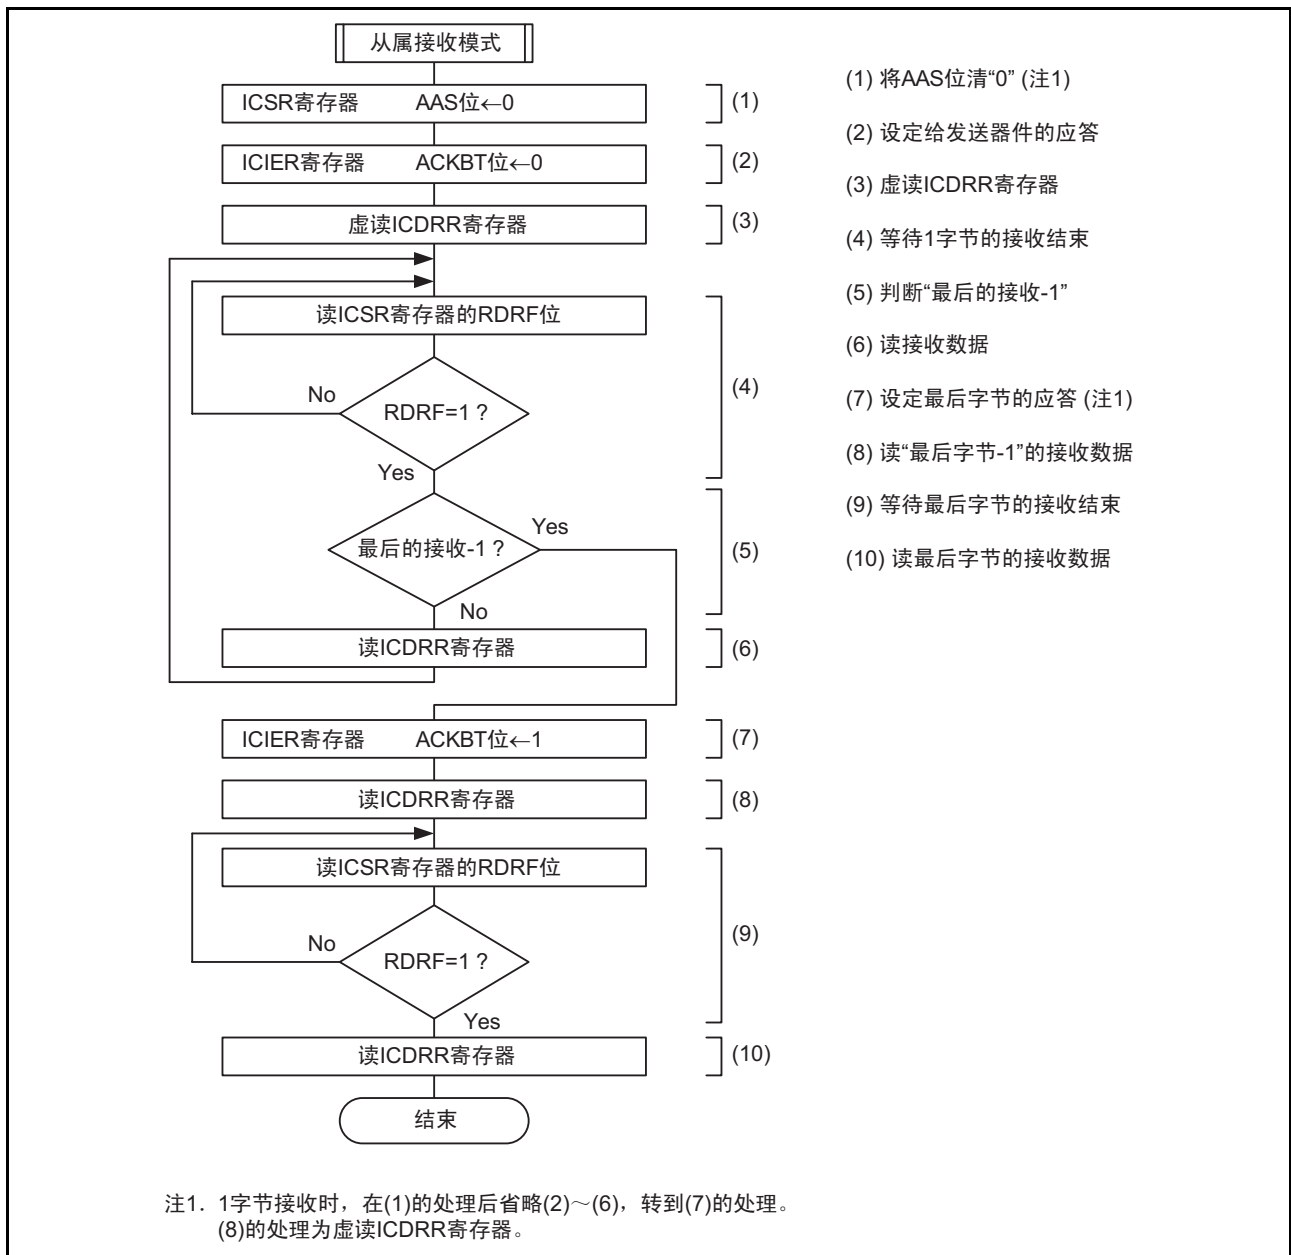 从属接收模式
ICSR寄存器 AAS位←0
(1)
ICIER寄存器 ACKBT位←0
(2)
虚读ICDRR寄存器
(3)
读ICSR寄存器的RDRF位
No
RDRF=1 ?
(4)
Yes
Yes
最后的接收-1 ?
(5)
No
读ICDRR寄存器
(6)
ICIER寄存器 ACKBT位←1
(7)
读ICDRR寄存器
(8)
读ICSR寄存器的RDRF位
No
RDRF=1 ?
(9)
Yes
读ICDRR寄存器
(10)
结束
(1) 将AAS位清“0” (注1)
(2) 设定给发送器件的应答
(3) 虚读ICDRR寄存器
(4) 等待1字节的接收结束
(5) 判断“最后的接收-1”
(6) 读接收数据
(7) 设定最后字节的应答 (注1)
(8) 读“最后字节-1”的接收数据
(9) 等待最后字节的接收结束
(10) 读最后字节的接收数据
注1. 1字节接收时，在(1)的处理后省略(2)～(6)，转到(7)的处理。
(8)的处理为虚读ICDRR寄存器。